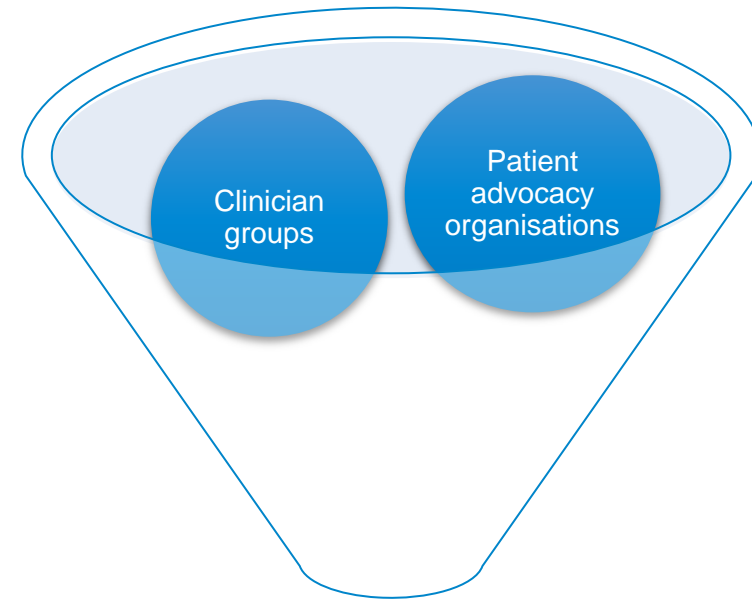 Clinician
groups
Patient
advocacy
organisations